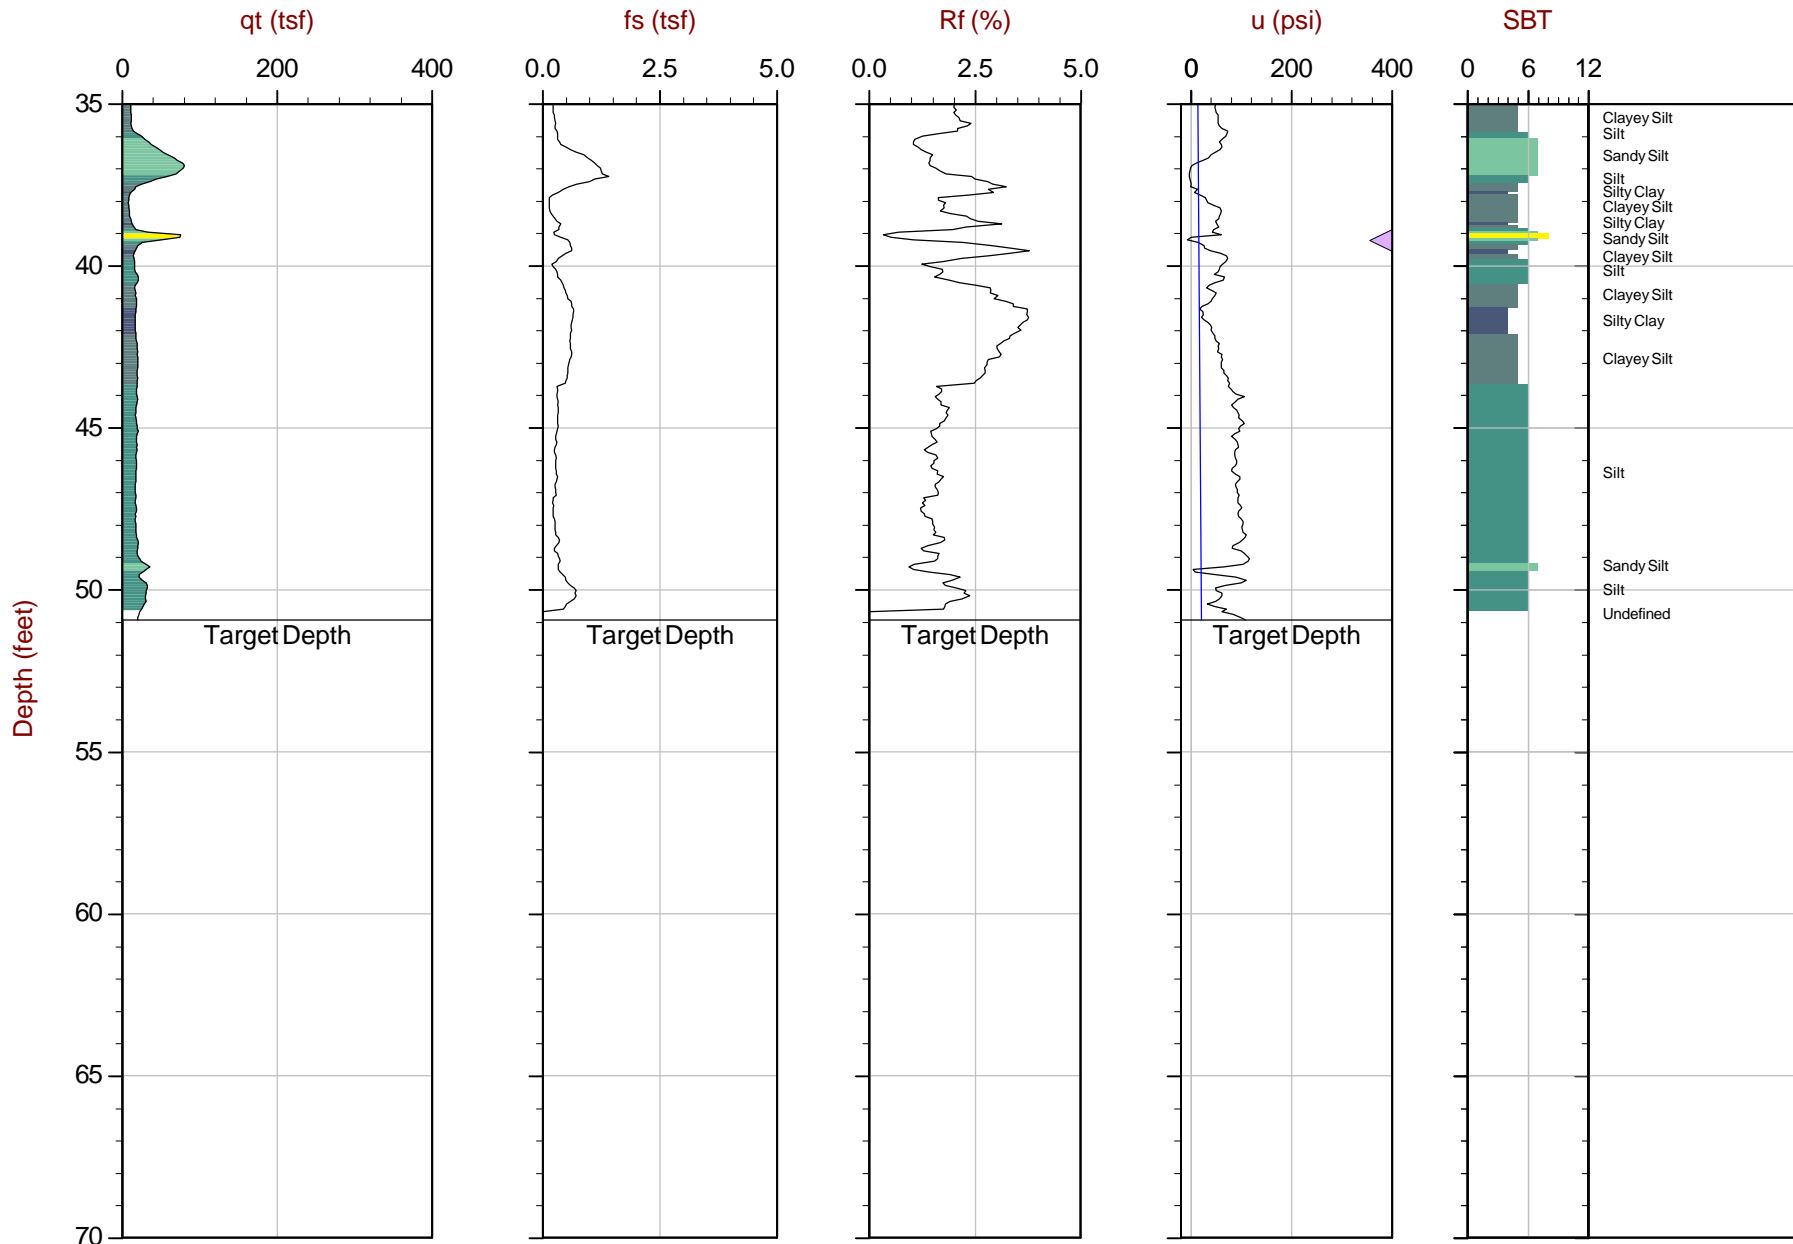 qt (tsf) fs (tsf) Rf (%) u (psi) SBT
0 200 400 0.0 2.5 5.0 0.0 2.5 5.0 0 200 400 0 6 12
35
Clayey Silt
Silt
Sandy Silt
Silt
Silty Clay
Clayey Silt
Silty Clay
Sandy Silt
Clayey Silt
40
Silt
Clayey Silt
Silty Clay
Clayey Silt
45
Silt
Sandy Silt
50
Silt
Undefined
Target Depth Target Depth Target Depth Target Depth
Depth (feet)
55
60
65
70